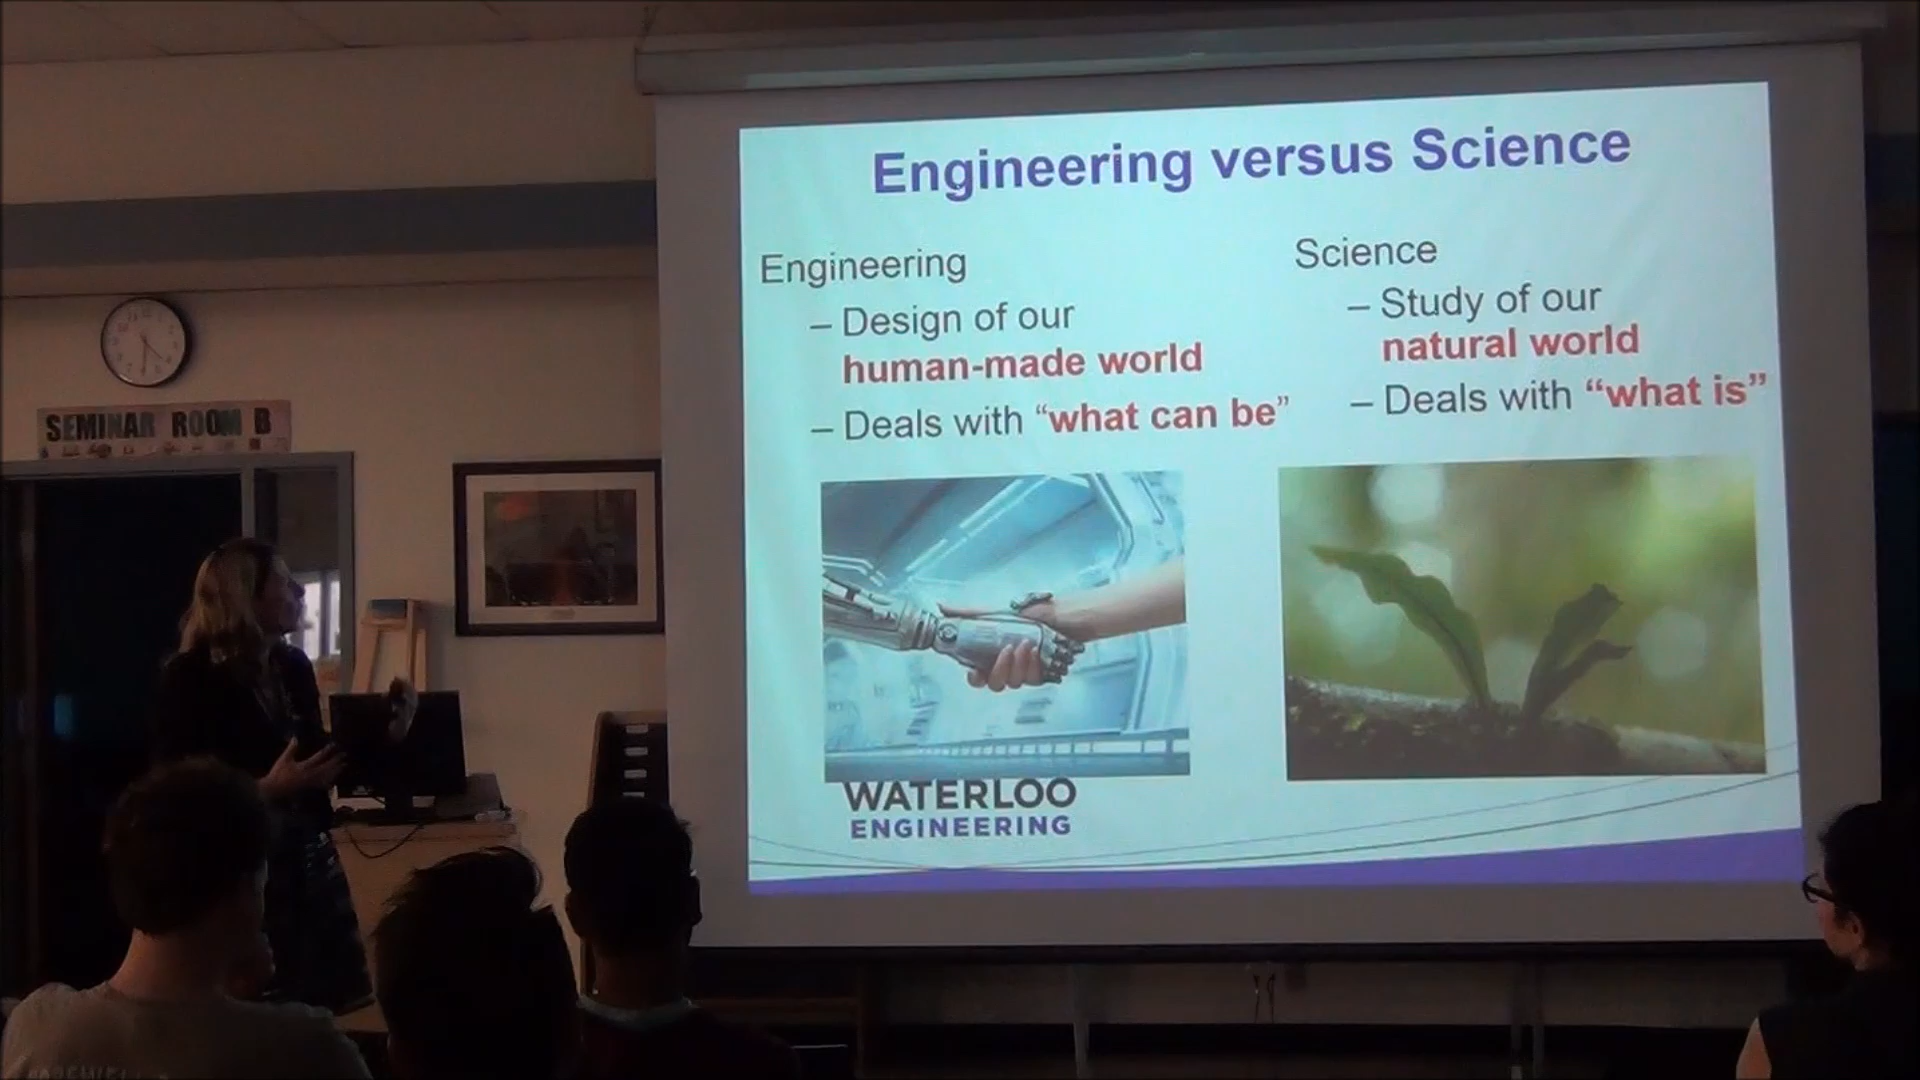 Engineering versus Science
Engineering
– Design of our
human-made world
– Deals with “what can be”
Science
– Study of our
natural world
– Deals with “what is”
WATERLOO
ENGINEERING
SEMINAR ROOM B